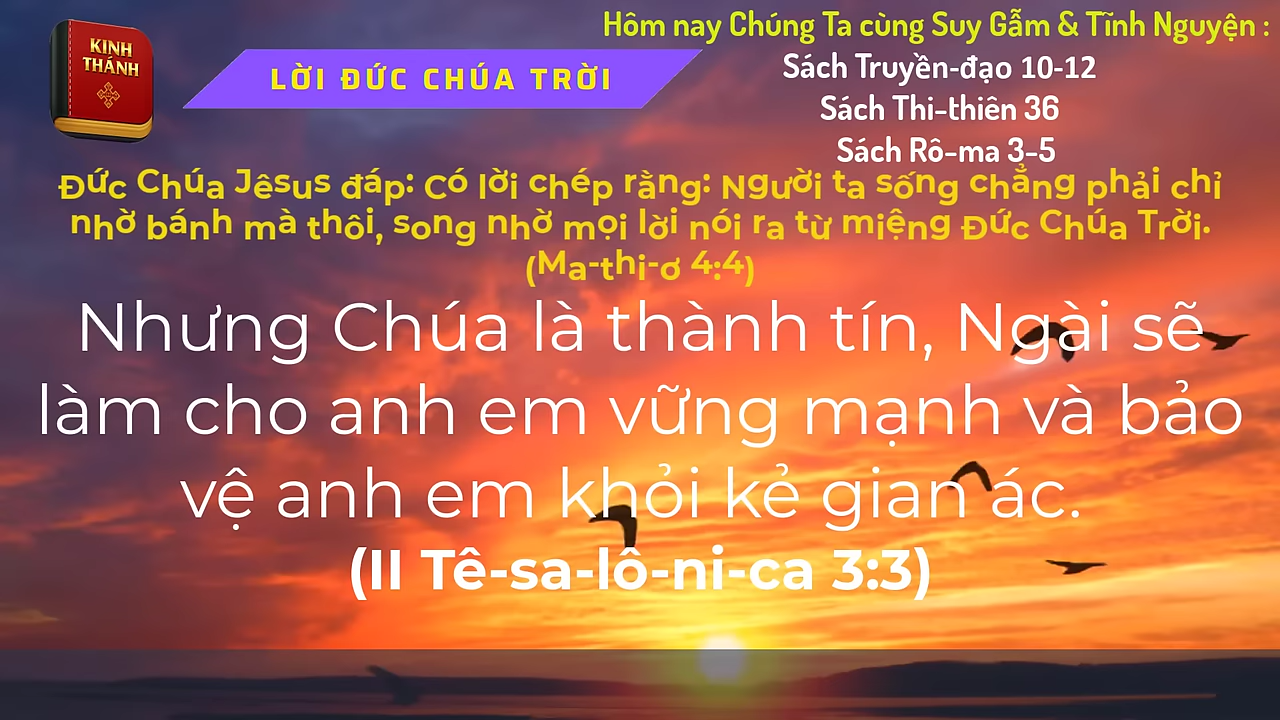 KINH
THÁNH
LỜI ĐỨC CHÚA TRỜI
Hôm nay Chúng Ta cùng Suy Gẫm & Tĩnh Nguyện :
Sách Truyền-đạo 10-12
Sách Thi-thiên 36
Sách Rô-ma 3-5
Đức Chúa Jêsus đáp: Có lời chép rằng: Người ta sống chẳng phải chỉ
nhờ bánh mà thôi, song nhờ mọi lời nói ra từ miệng Đức Chúa Trời.
(Ma-thi-ơ 4:4)
Nhưng Chúa là thành tín, Ngài sẽ
làm cho anh em vững mạnh và bảo
vệ anh em khỏi kẻ gian ác.
(II Tê-sa-lô-ni-ca 3:3)